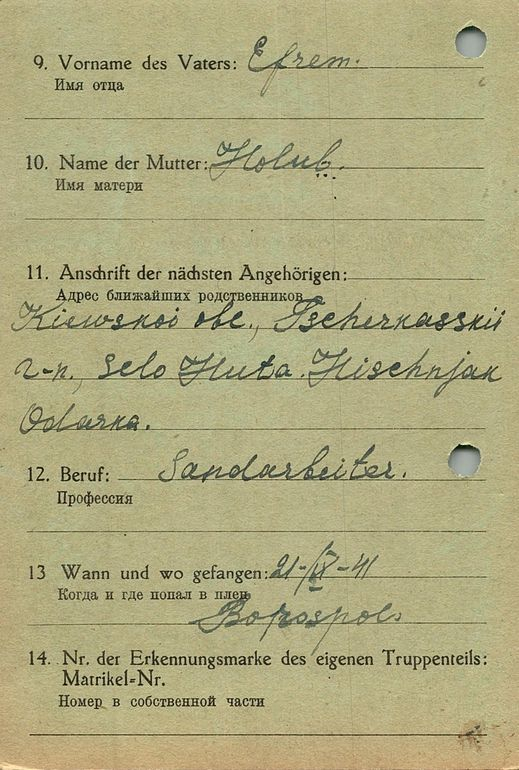 9. Vorname des Vaters: Efrem.
Имя отца
10. Name der Mutter: Holub.
Имя матери
11. Anschrift der nächsten Angehörigen:
Адрес ближайших родственников
Kiewskoi obl., Tscherkasskii
r-n., Selo Huta.
Odarka.
12. Beruf: Landarbeiter.
Профессия
13 Wann und wo gefangen: 21-IX-41
Когда и где попал в плен
Borospol.
14. Nr. der Erkennungsmarke des eigenen Truppenteils:
Matrikel-Nr.
Номер в собственной части